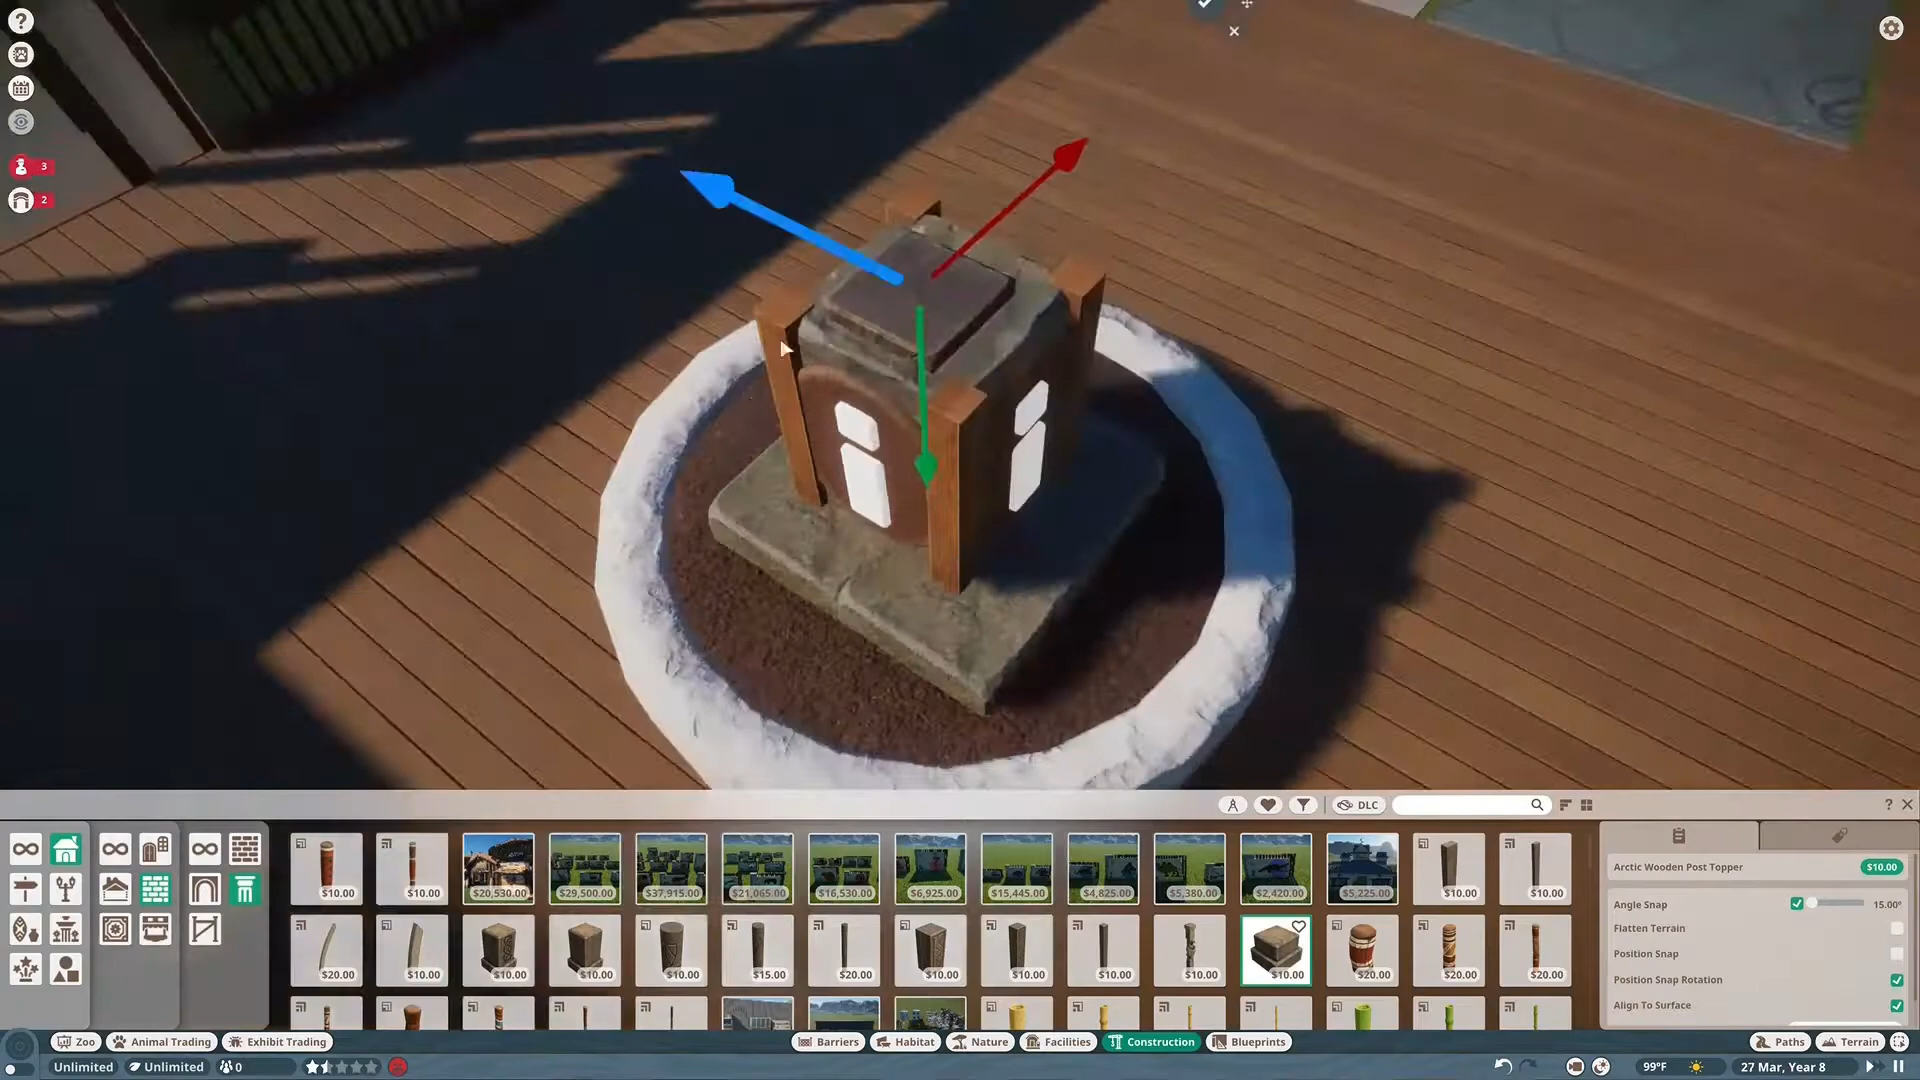 ?
3
2
DLC
?
$10.00 $10.00 $20,530.00 $29,500.00 $37,915.00 $21,065.00 $16,530.00 $6,925.00 $15,445.00 $4,825.00 $5,380.00 $2,420.00 $5,225.00 $10.00 $10.00
$20.00 $10.00 $10.00 $10.00 $10.00 $15.00 $20.00 $10.00 $10.00 $10.00 $10.00 $10.00 $20.00 $20.00 $20.00
Arctic Wooden Post Topper $10.00
Angle Snap 15.00°
Flatten Terrain
Position Snap
Position Snap Rotation
Align To Surface
Zoo Animal Trading Exhibit Trading Barriers Habitat Nature Facilities Construction Blueprints Paths Terrain
Unlimited Unlimited 0 99°F 27 Mar, Year 8